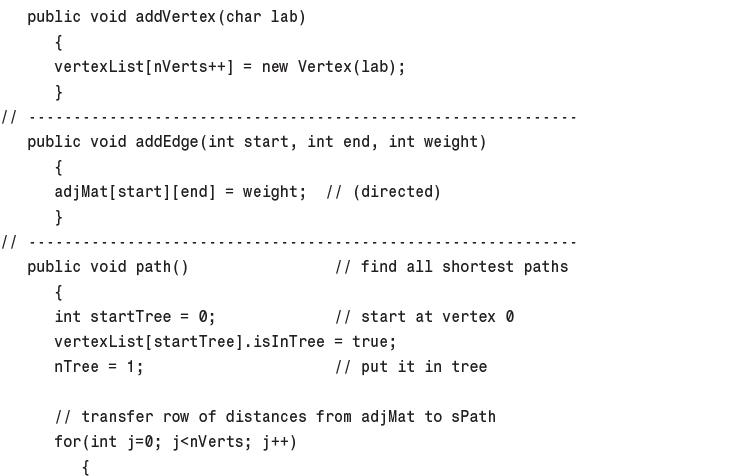 public void addVertex(char lab)
{
vertexList[nVerts++] = new Vertex(lab);
}
// -------------------------------------------------------------
public void addEdge(int start, int end, int weight)
{
adjMat[start][end] = weight;  // (directed)
}
// -------------------------------------------------------------
public void path()                // find all shortest paths
{
int startTree = 0;             // start at vertex 0
vertexList[startTree].isInTree = true;
nTree = 1;                     // put it in tree
// transfer row of distances from adjMat to sPath
for(int j=0; j<nVerts; j++)
{